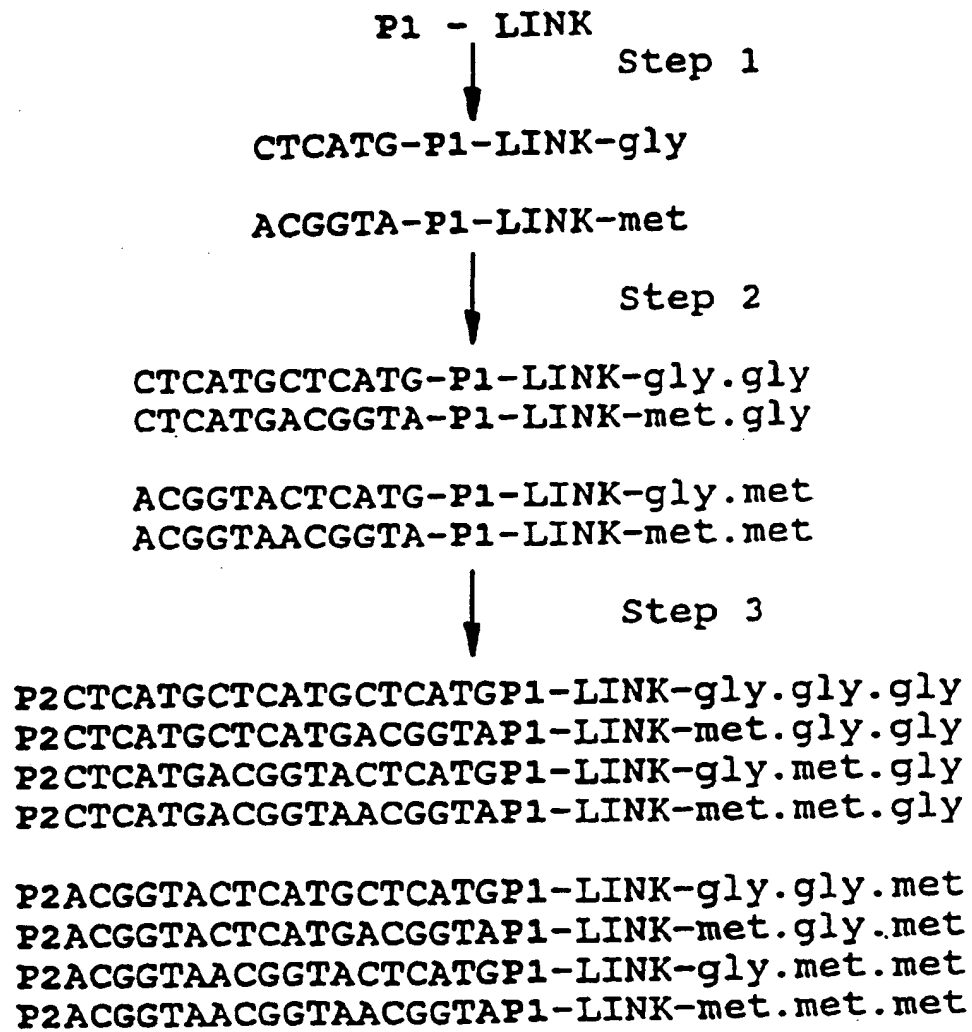 P1 - LINK
Step 1
CTCATG-P1-LINK-gly
ACGGTA-P1-LINK-met
Step 2
CTCATGCTCATG-P1-LINK-gly.gly
CTCATGACGGTA-P1-LINK-met.gly
ACGGTACTCATG-P1-LINK-gly.met
ACGGTAACGGTA-P1-LINK-met.met
Step 3
P2CTCATGCTCATGCTCATGP1-LINK-gly.gly.gly
P2CTCATGCTCATGACGGTAP1-LINK-met.gly.gly
P2CTCATGACGGTACTCATGP1-LINK-gly.met.gly
P2CTCATGACGGTAACGGTAP1-LINK-met.met.gly
P2ACGGTACTCATGCTCATGP1-LINK-gly.gly.met
P2ACGGTACTCATGACGGTAP1-LINK-met.gly.met
P2ACGGTAACGGTACTCATGP1-LINK-gly.met.met
P2ACGGTAACGGTAACGGTAP1-LINK-met.met.met